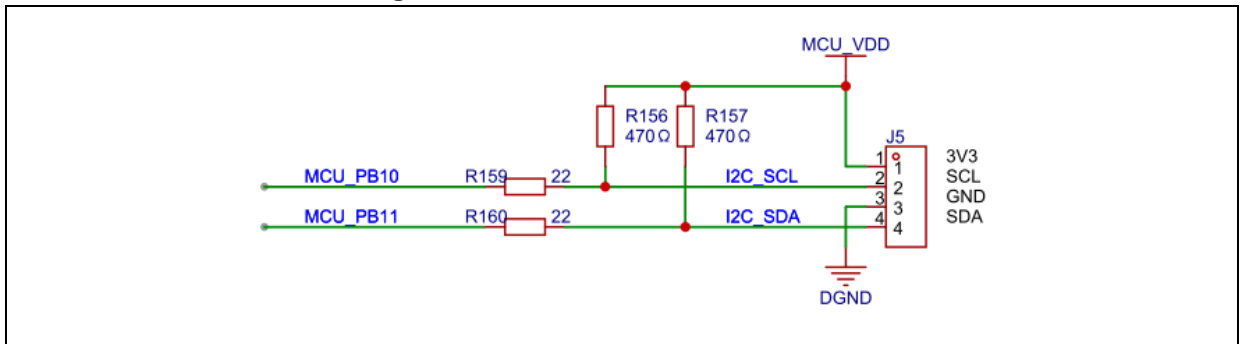 MCU_VDD
R156 R157
470Ω 470Ω
J5
1 1 3V3
MCU_PB10 R159 22 I2C_SCL 2 2 SCL
3 3 GND
MCU_PB11 R160 22 I2C_SDA 4 4 SDA
DGND